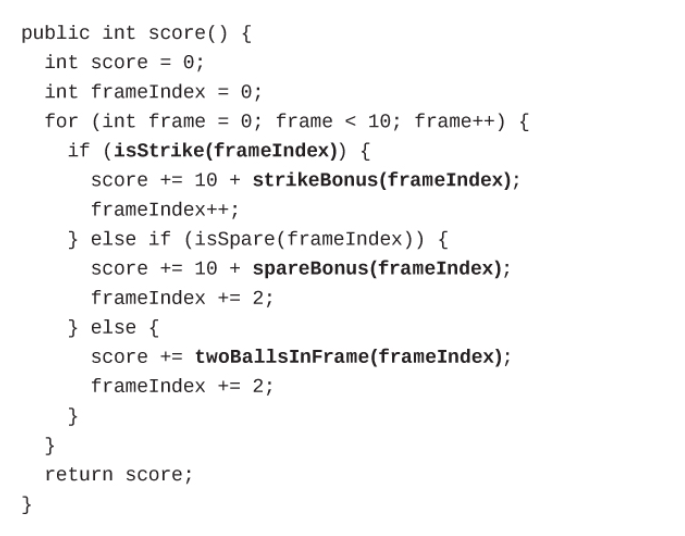 public int score() {
  int score = 0;
  int frameIndex = 0;
  for (int frame = 0; frame < 10; frame++) {
    if (isStrike(frameIndex)) {
      score += 10 + strikeBonus(frameIndex);
      frameIndex++;
    } else if (isSpare(frameIndex)) {
      score += 10 + spareBonus(frameIndex);
      frameIndex += 2;
    } else {
      score += twoBallsInFrame(frameIndex);
      frameIndex += 2;
    }
  }
  return score;
}